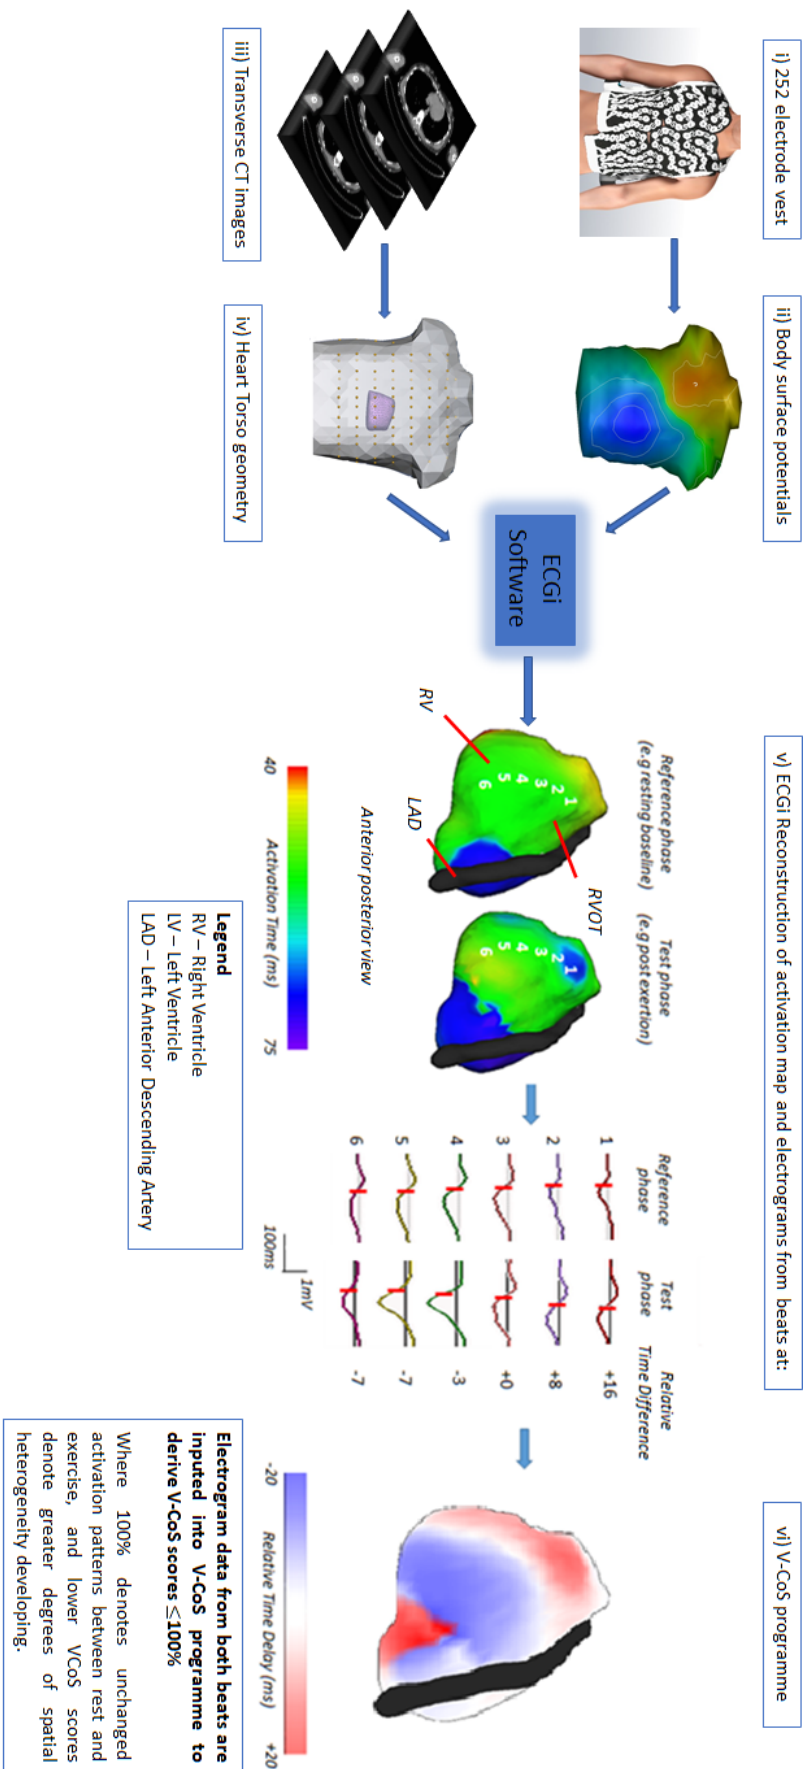 i) 252 electrode vest
ii) Body surface potentials
iii) Transverse CT images
iv) Heart Torso geometry
ECGi
Software
v) ECGi Reconstruction of activation map and electrograms from beats at:
Reference phase
(e.g resting baseline)
Test phase
(e.g post exertion)
RV
RVOT
LAD
1
2
3
4
5
6
1
2
3
4
5
6
Anterior posterior view
40
Activation Time (ms)
75
Legend
RV – Right Ventricle
LV – Left Ventricle
LAD – Left Anterior Descending Artery
Reference
phase
Test
phase
Relative
Time Difference
1
+16
2
+8
3
+0
4
-3
5
-7
6
-7
1mV
100ms
vi) V-CoS programme
-20
Relative Time Delay (ms)
+20
Electrogram data from both beats are
inputed into V-CoS programme to
derive V-CoS scores ≤100%
Where 100% denotes unchanged
activation patterns between rest and
exercise, and lower VCoS scores
denote greater degrees of spatial
heterogeneity developing.